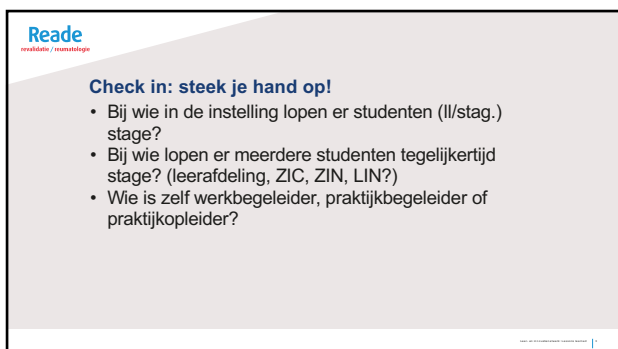 Reade
revalidatie / reumatologie
Check in: steek je hand op!
• Bij wie in de instelling lopen er studenten (ll/stag.)
stage?
• Bij wie lopen er meerdere studenten tegelijkertijd
stage? (leerafdeling, ZIC, ZIN, LIN?)
• Wie is zelf werkbegeleider, praktijkbegeleider of
praktijkopleider?